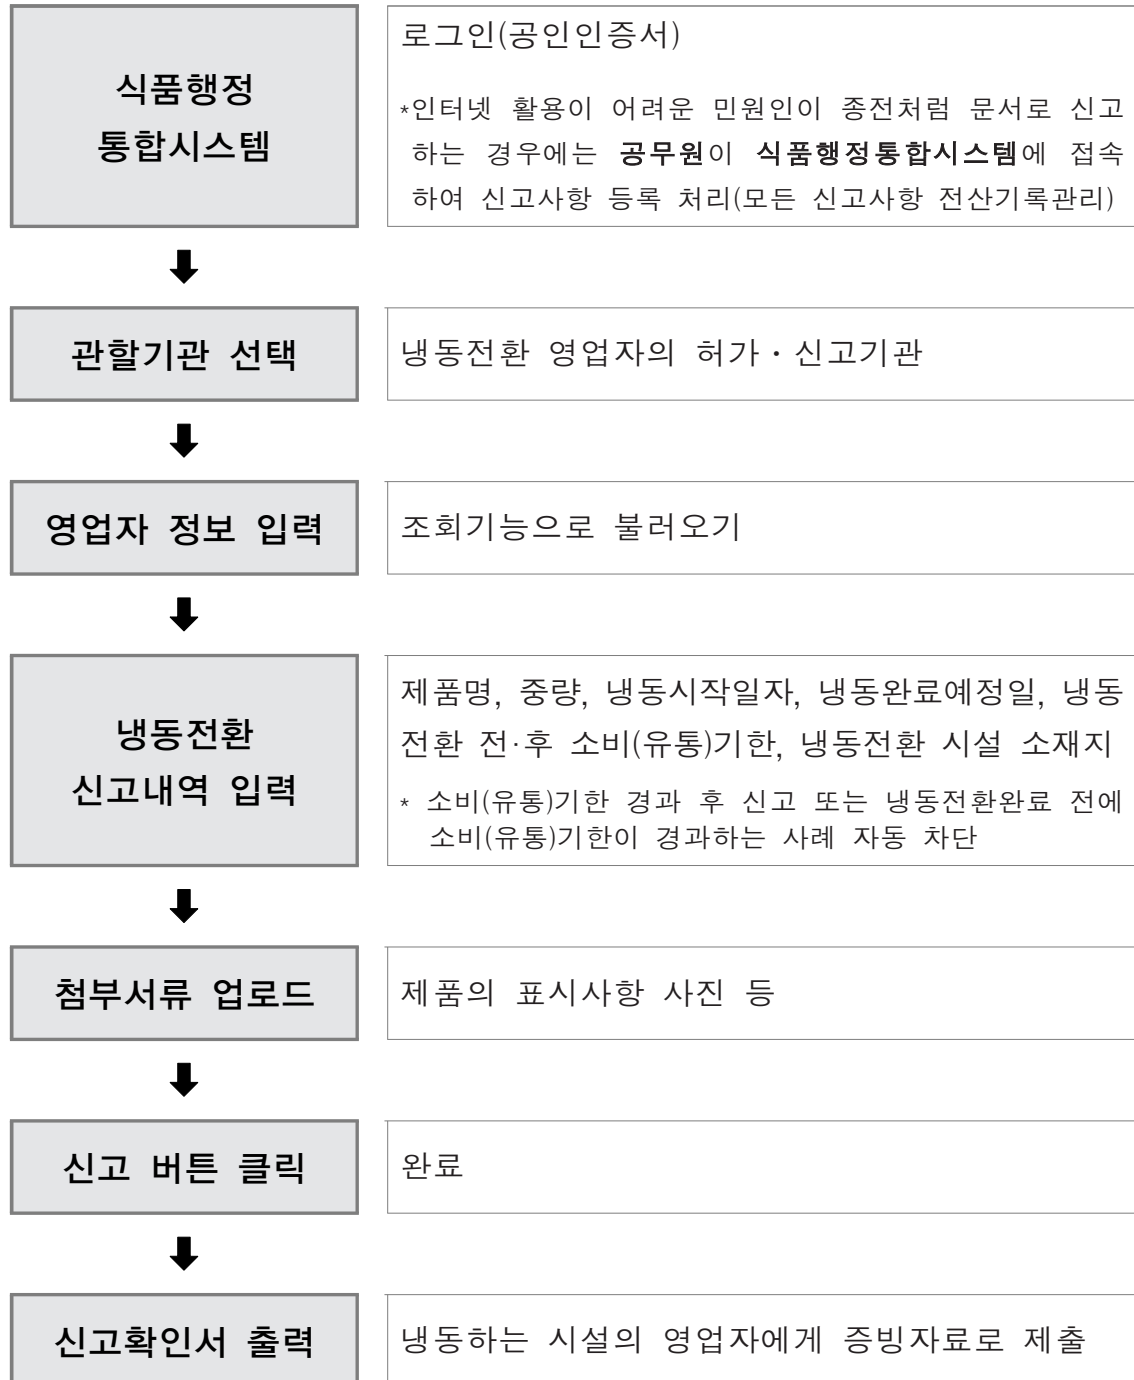 식품행정
통합시스템
로그인(공인인증서)
*인터넷 활용이 어려운 민원인이 종전처럼 문서로 신고
하는 경우에는 공무원이 식품행정통합시스템에 접속
하여 신고사항 등록 처리(모든 신고사항 전산기록관리)
관할기관 선택
냉동전환 영업자의 허가·신고기관
영업자 정보 입력
조회기능으로 불러오기
냉동전환
신고내역 입력
제품명, 중량, 냉동시작일자, 냉동완료예정일, 냉동
전환 전·후 소비(유통)기한, 냉동전환 시설 소재지
* 소비(유통)기한 경과 후 신고 또는 냉동전환완료 전에
소비(유통)기한이 경과하는 사례 자동 차단
첨부서류 업로드
제품의 표시사항 사진 등
신고 버튼 클릭
완료
신고확인서 출력
냉동하는 시설의 영업자에게 증빙자료로 제출